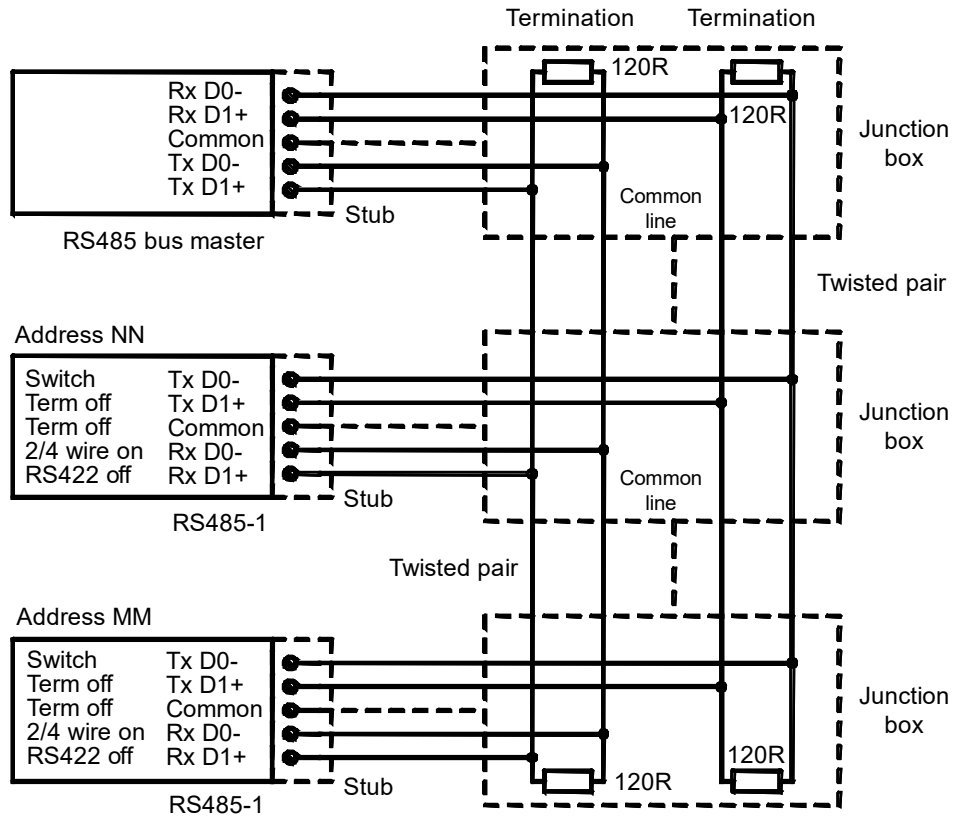 Termination
Termination
120R
120R
Rx D0-
Rx D1+
Common
Tx D0-
Tx D1+
Stub
RS485 bus master
Common
line
Junction
box
Twisted pair
Address NN
Switch Tx D0-
Term off Tx D1+
Term off Common
2/4 wire on Rx D0-
RS422 off Rx D1+
Stub
RS485-1
Common
line
Junction
box
Twisted pair
Address MM
Switch Tx D0-
Term off Tx D1+
Term off Common
2/4 wire on Rx D0-
RS422 off Rx D1+
Stub
RS485-1
120R
120R
Junction
box